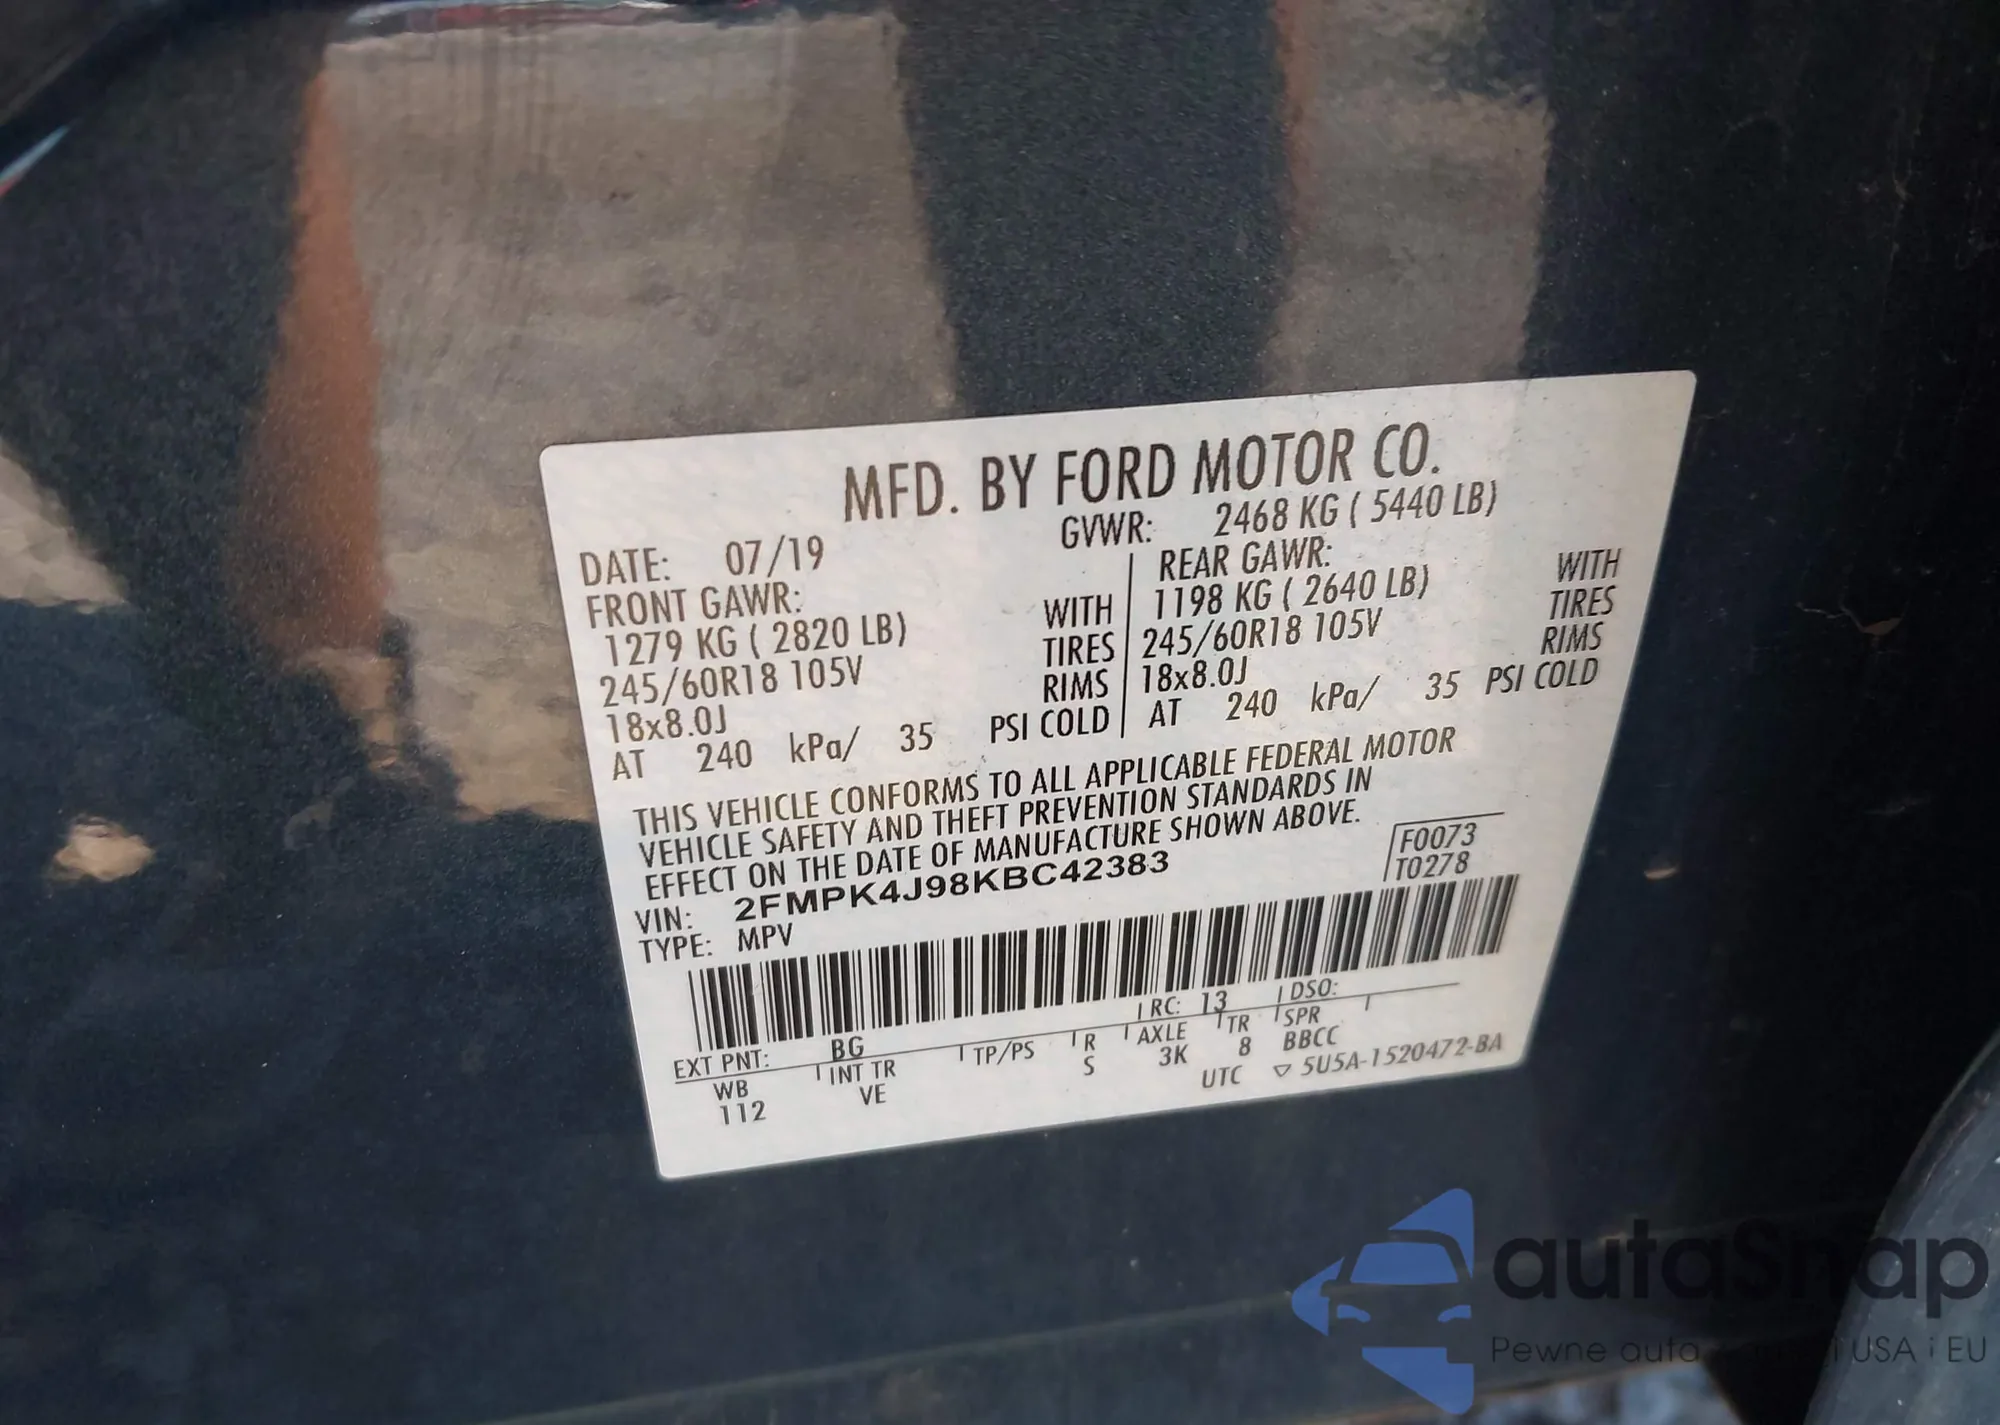 MFD. BY FORD MOTOR CO.
DATE: 07/19 GVWR: 2468 KG ( 5440 LB)
FRONT GAWR: REAR GAWR:
1279 KG ( 2820 LB) WITH 1198 KG ( 2640 LB) WITH
245/60R18 105V TIRES 245/60R18 105V TIRES
18x8.0J RIMS 18x8.0J RIMS
AT 240 kPa/ 35 PSI COLD AT 240 kPa/ 35 PSI COLD
THIS VEHICLE CONFORMS TO ALL APPLICABLE FEDERAL MOTOR
VEHICLE SAFETY AND THEFT PREVENTION STANDARDS IN
EFFECT ON THE DATE OF MANUFACTURE SHOWN ABOVE.
F0073
T0278
VIN: 2FMPK4J98KBC42383
TYPE: MPV
EXT PNT: BG RC: 13 DSO:
WB INT TR TP/PS R AXLE TR SPR
112 VE S 3K 8 BBCC
UTC ▽ 5U5A-1520472-BA
autaSnap
Pewne auta USA i EU